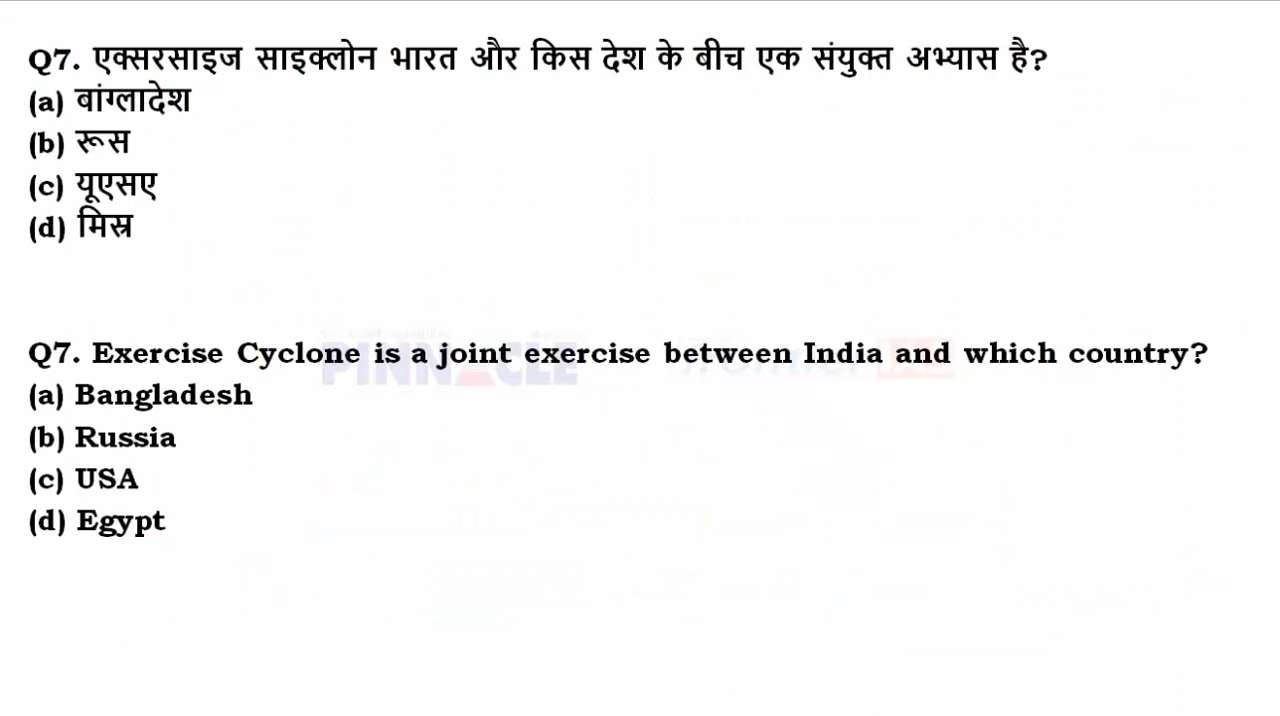 Q7. एक्सरसाइज साइक्लोन भारत और किस देश के बीच एक संयुक्त अभ्यास है?
(a) बांग्लादेश
(b) रूस
(c) यूएसए
(d) मिस्र
Q7. Exercise Cyclone is a joint exercise between India and which country?
PINNACLE
(a) Bangladesh
(b) Russia
(c) USA
(d) Egypt